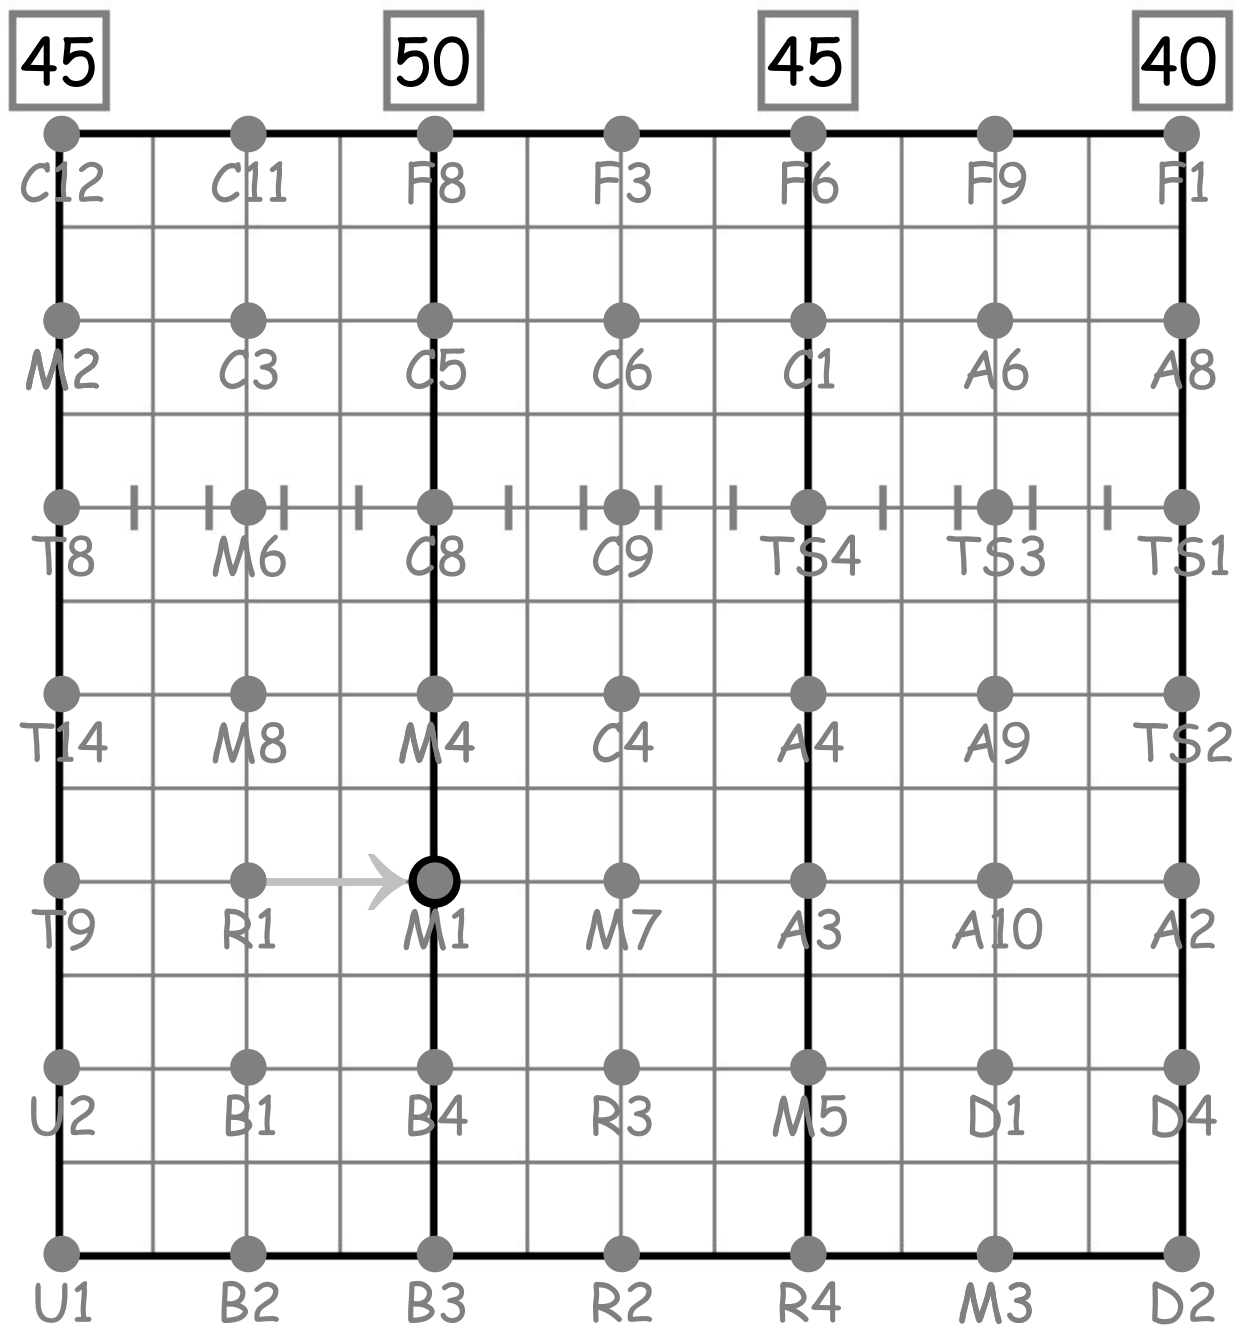 45 50 45 40
C12 C11 F8 F3 F6 F9 F1
M2 C3 C5 C6 C1 A6 A8
T8 M6 C8 C9 TS4 TS3 TS1
T14 M8 M4 C4 A4 A9 TS2
T9 R1 M1 M7 A3 A10 A2
U2 B1 B4 R3 M5 D1 D4
U1 B2 B3 R2 R4 M3 D2